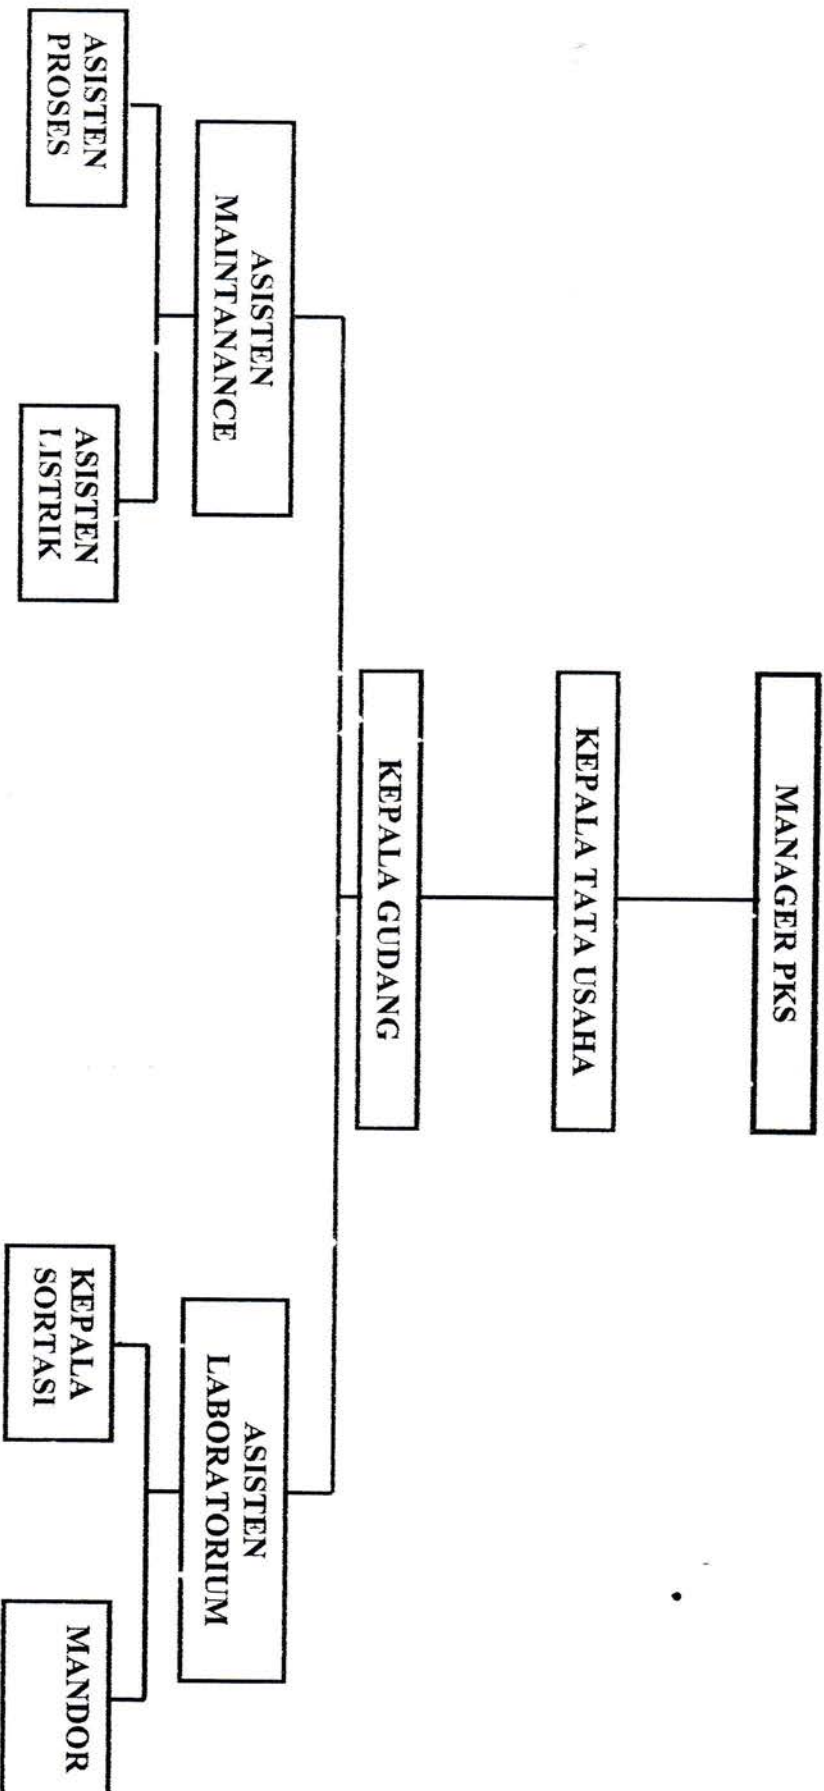 MANAGER PKS
KEPALA TATA USAHA
KEPALA GUDANG
ASISTEN
MAINTANANCE
ASISTEN
LABORATORIUM
ASISTEN
PROSES
ASISTEN
LISTRIK
KEPALA
SORTASI
MANDOR